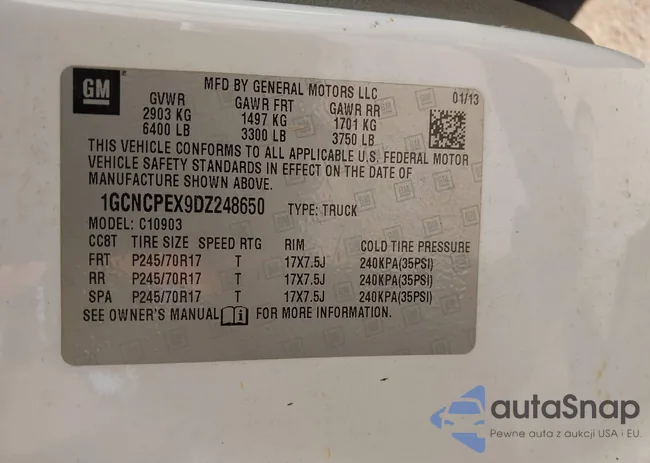 GM
MFD BY GENERAL MOTORS LLC
01/13
GVWR GAWR FRT GAWR RR
2903 KG 1497 KG 1701 KG
6400 LB 3300 LB 3750 LB
THIS VEHICLE CONFORMS TO ALL APPLICABLE U.S. FEDERAL MOTOR
VEHICLE SAFETY STANDARDS IN EFFECT ON THE DATE OF
MANUFACTURE SHOWN ABOVE.
1GCNCPEX9DZ248650 TYPE: TRUCK
MODEL: C10903
CC8T TIRE SIZE SPEED RTG RIM COLD TIRE PRESSURE
FRT P245/70R17 T 17X7.5J 240KPA(35PSI)
RR P245/70R17 T 17X7.5J 240KPA(35PSI)
SPA P245/70R17 T 17X7.5J 240KPA(35PSI)
SEE OWNER'S MANUAL FOR MORE INFORMATION.
autaSnap
Pewne auta z aukcji USA i EU.